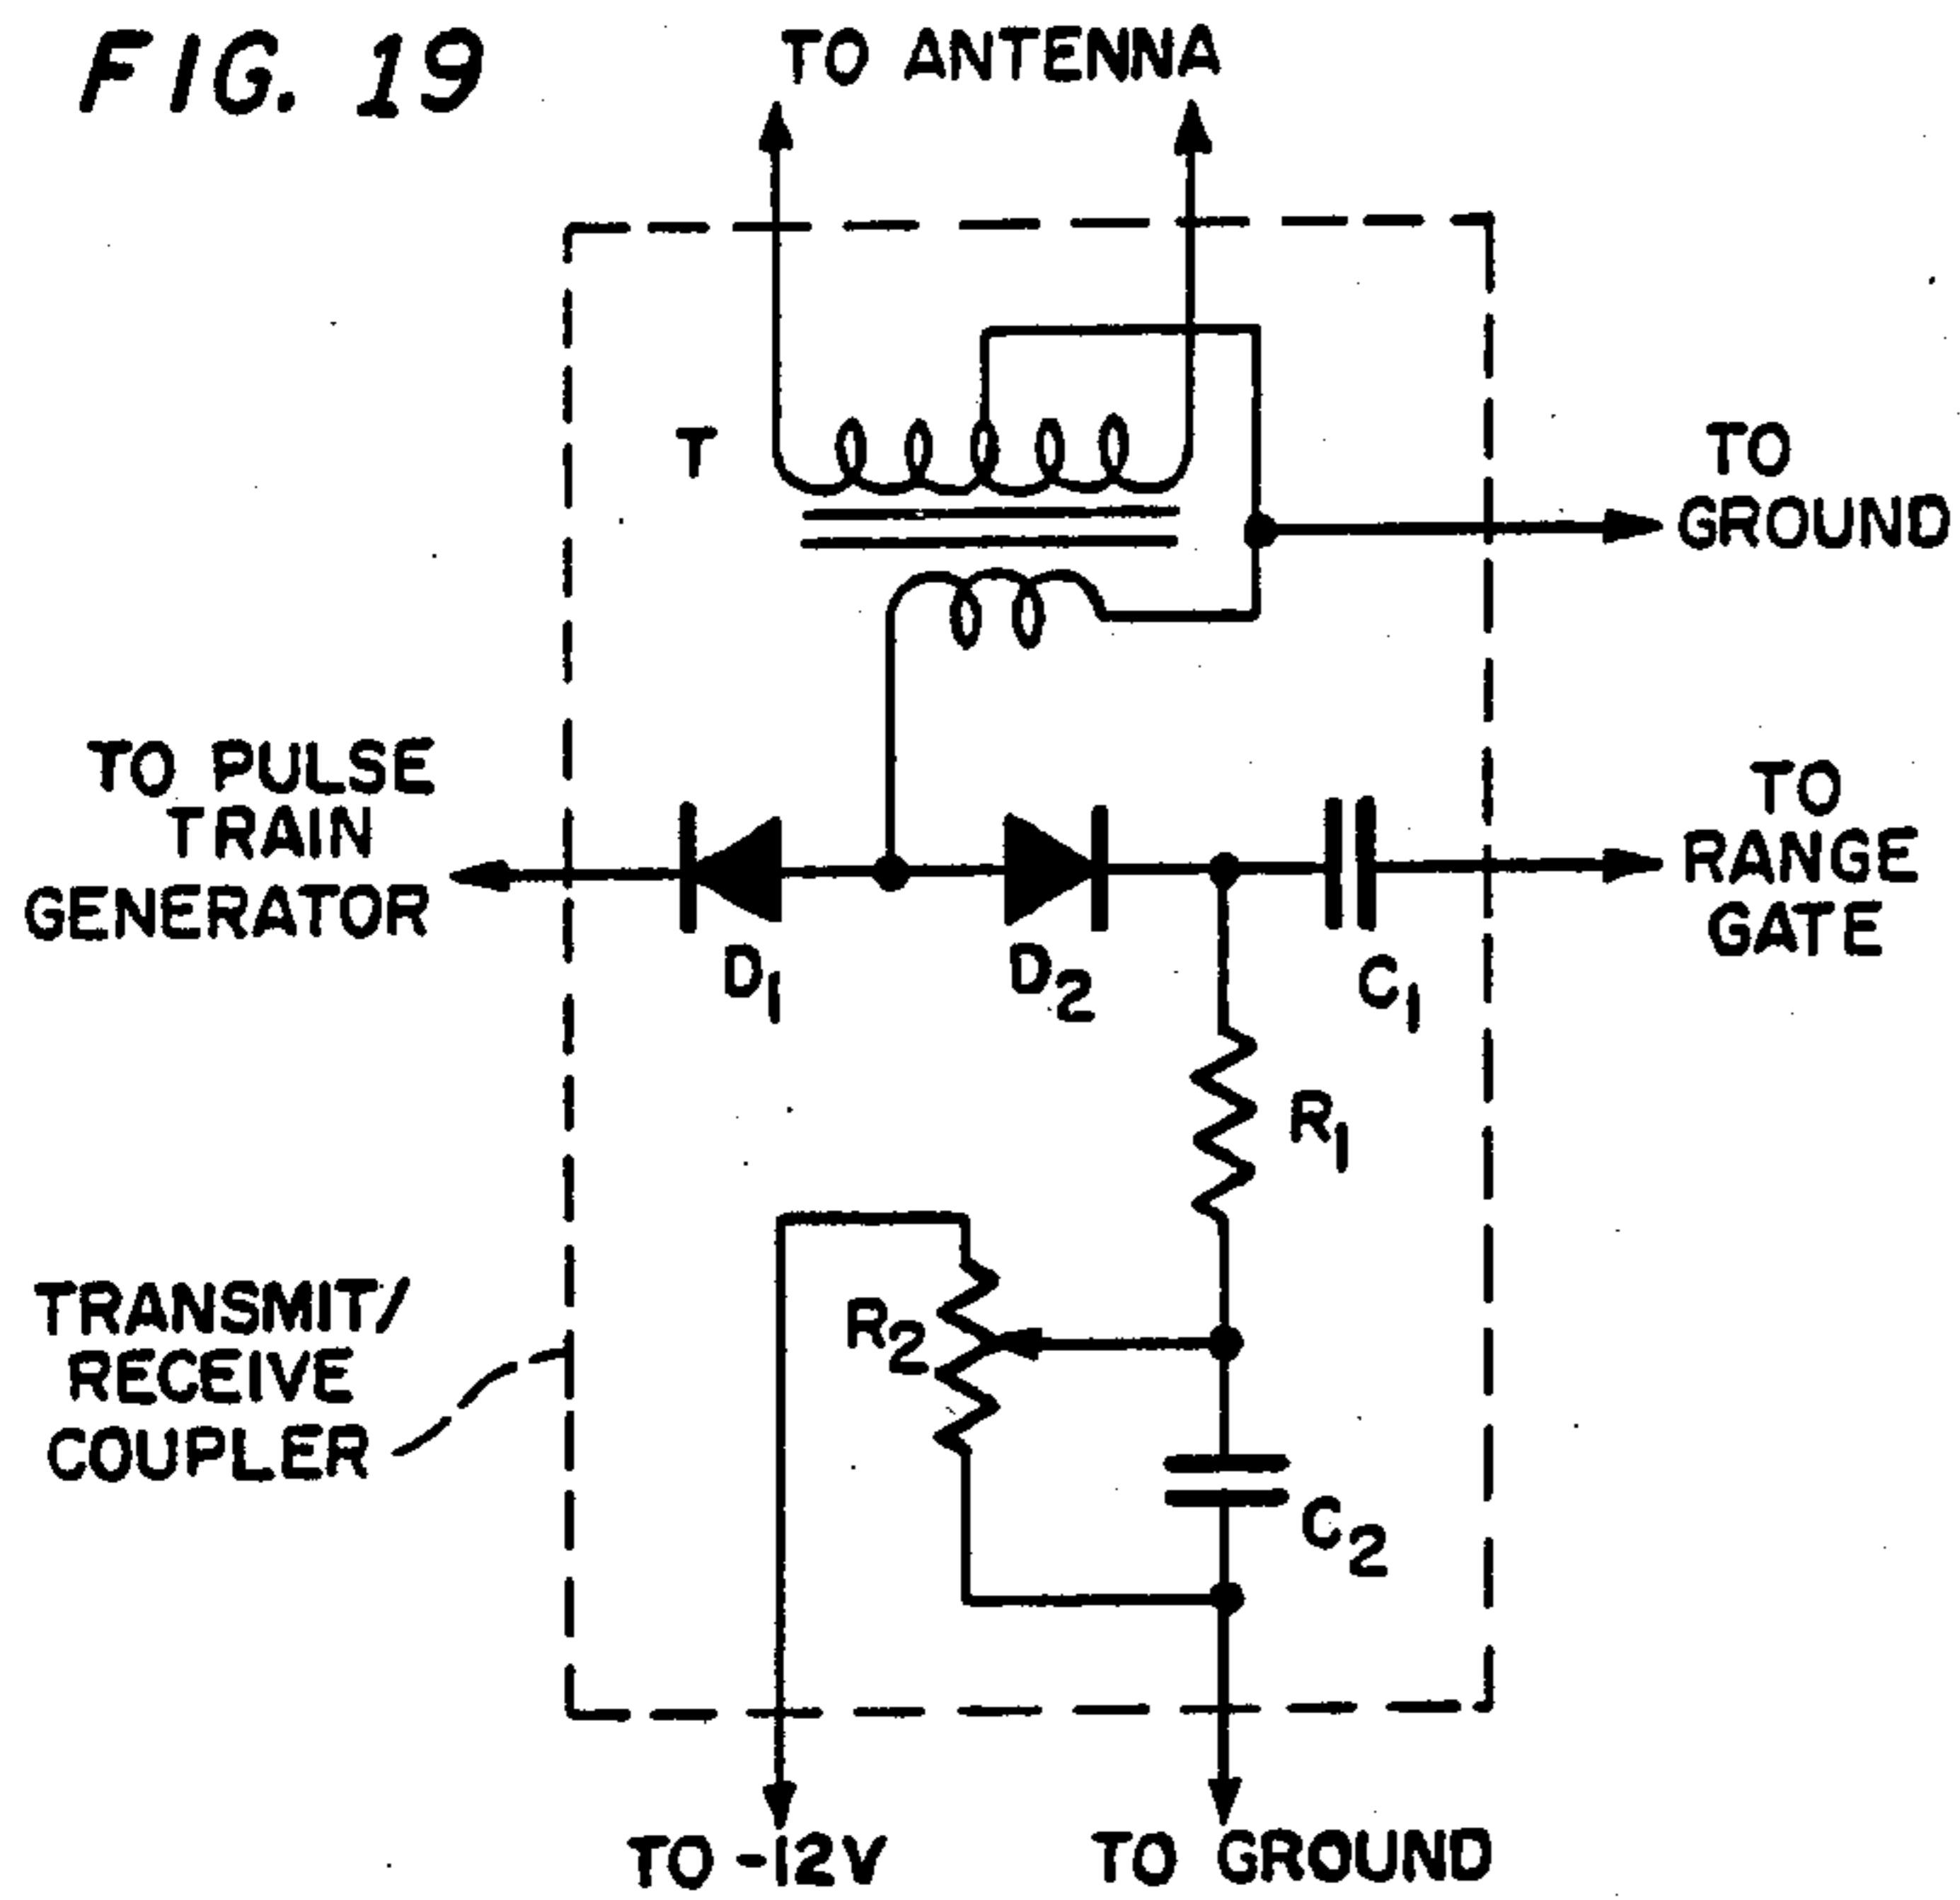 FIG. 19
TO ANTENNA
T
TO
GROUND
TO PULSE
TRAIN
GENERATOR
TO
RANGE
GATE
D1
D2
C1
R1
TRANSMIT/
RECEIVE
COUPLER
R2
C2
TO -12V
TO GROUND